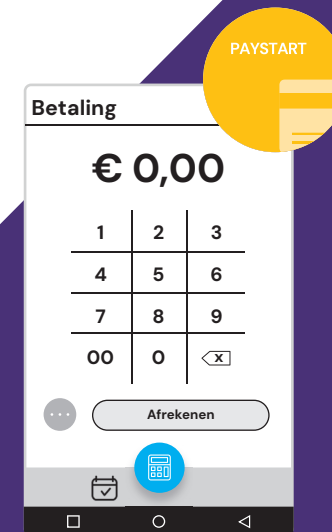 PAYSTART
Betaling
€ 0,00
1 2 3
4 5 6
7 8 9
00 0 x
Afrekenen